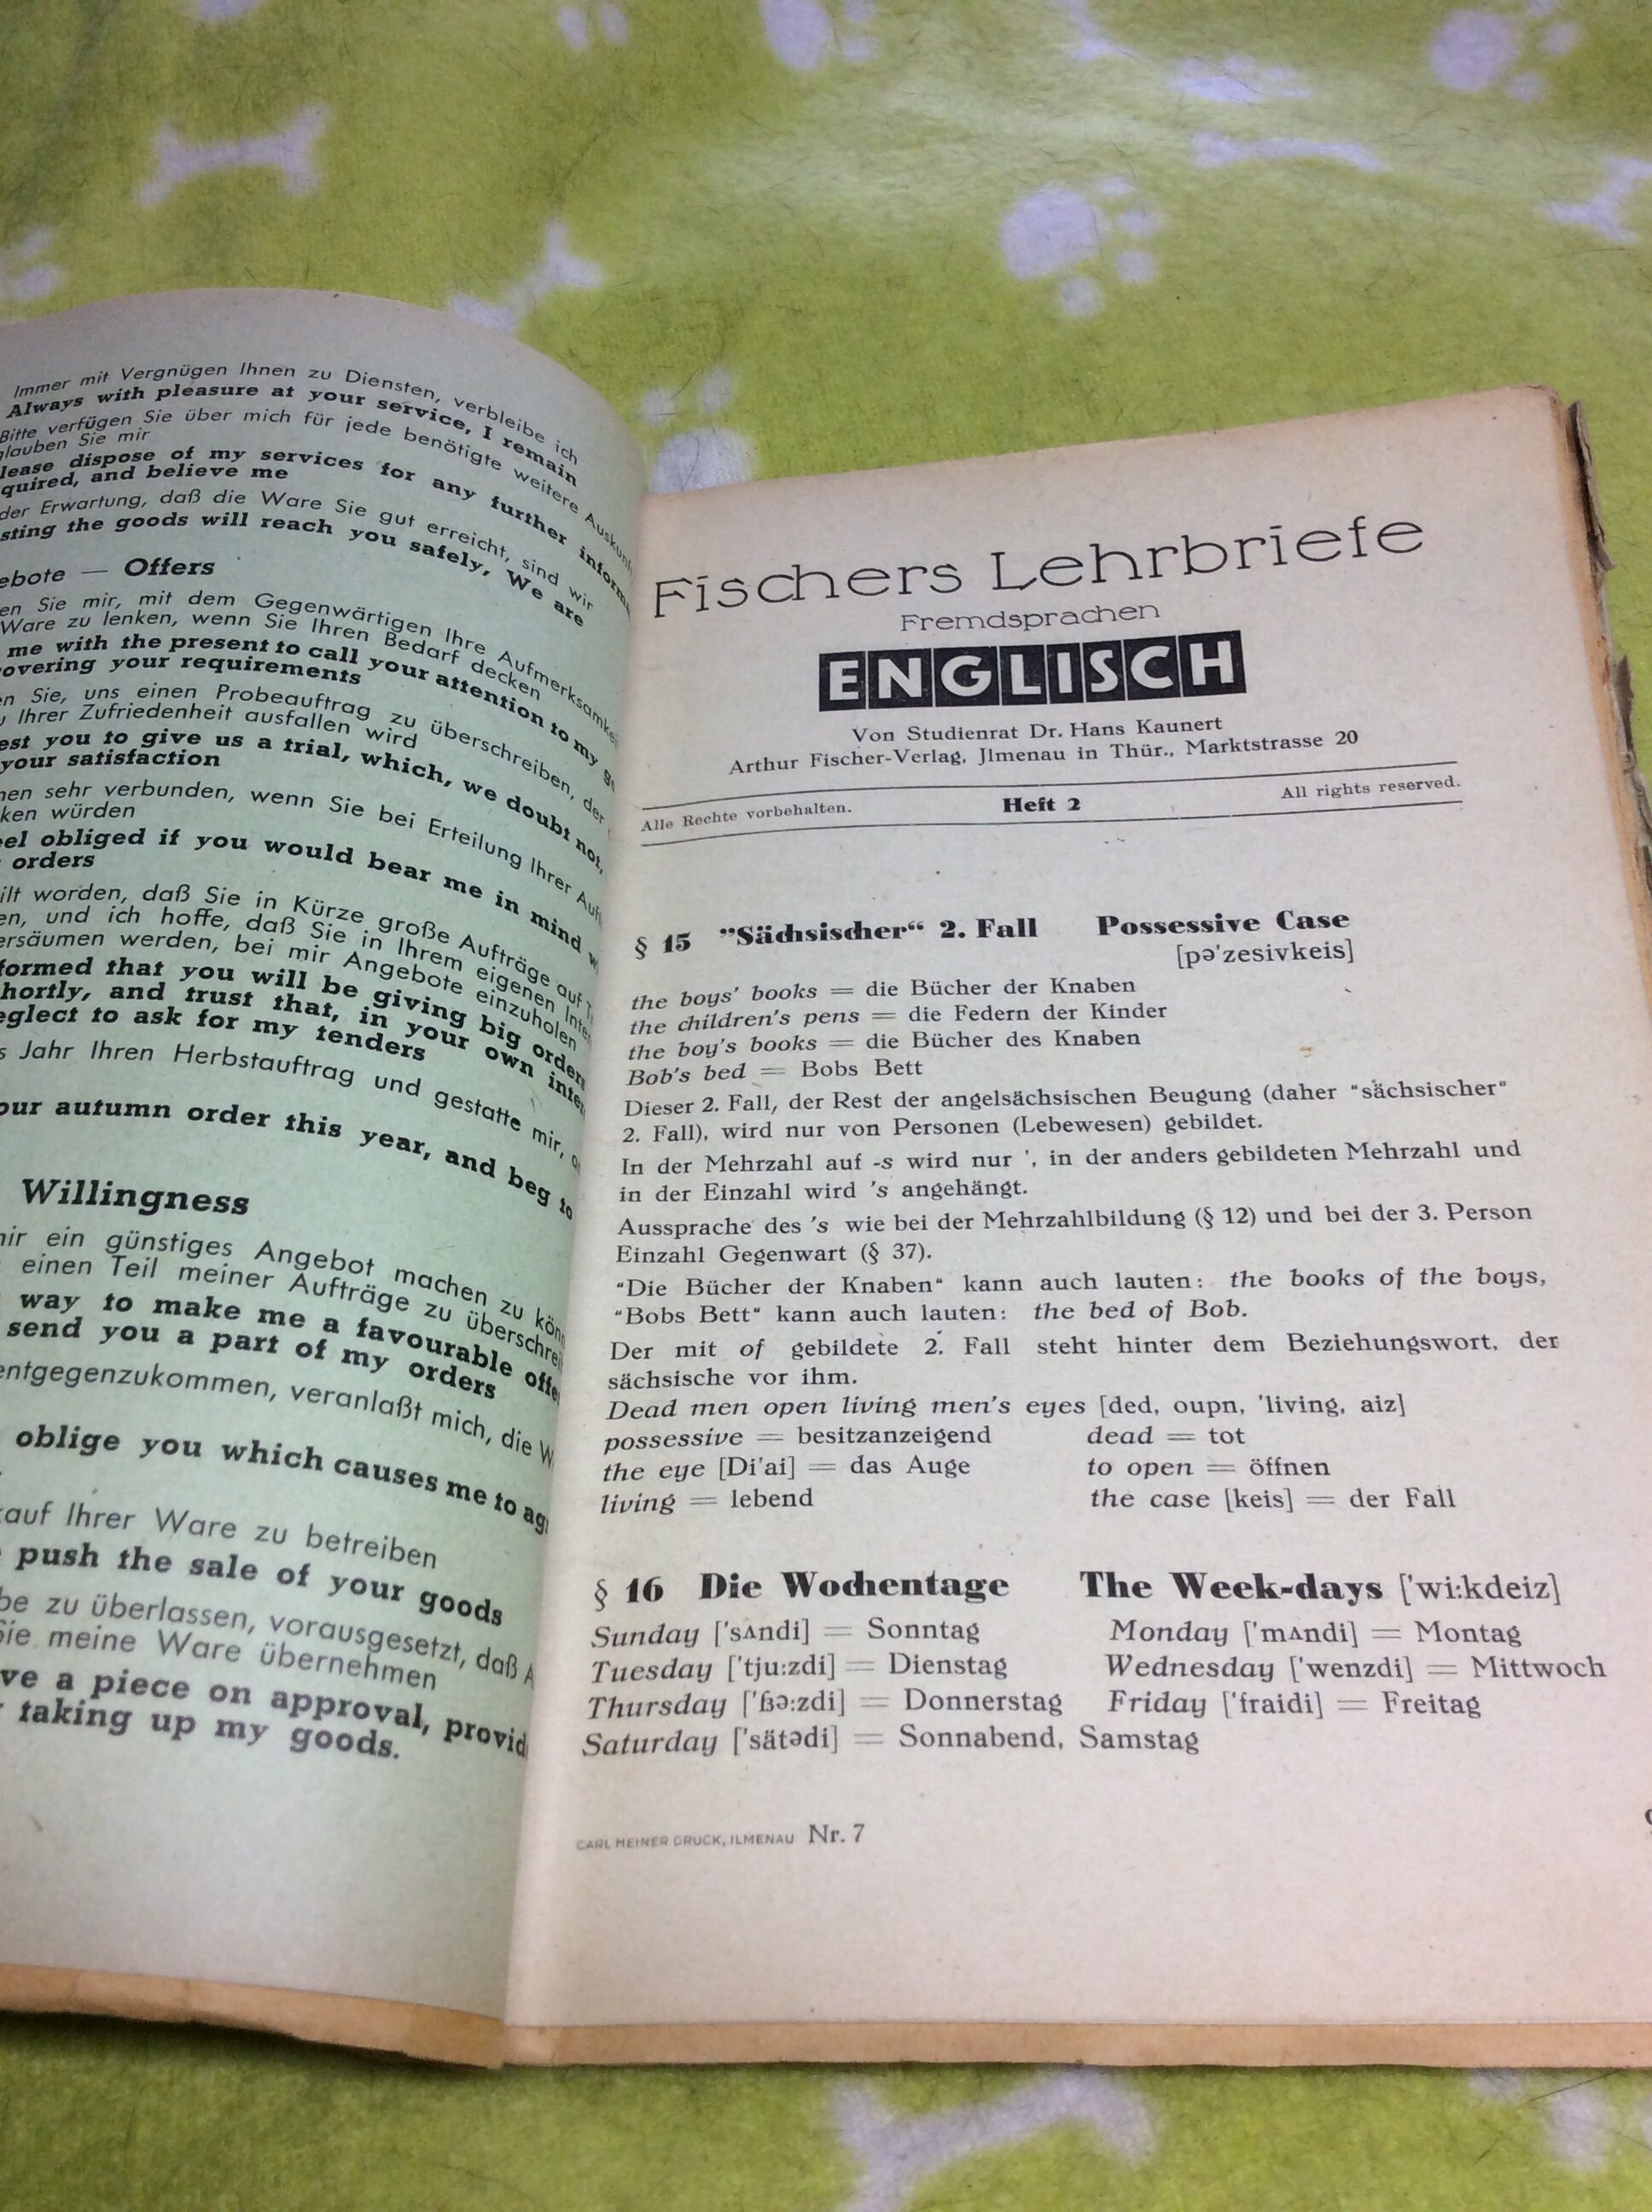 Immer mit Vergnügen Ihnen zu Diensten, verbleibe ich
Always with pleasure at your service, I remain
Bitte verfügen Sie über mich für jede benötigte weitere
glauben Sie mir
dispose of my services for any further
and believe me
der Erwartung, daß die Ware Sie gut erreicht, sind wir
the goods will reach you safely, We are
— Offers
Sie mir, mit dem Gegenwärtigen Ihre
Ware zu lenken, wenn Sie Ihren Bedarf decken
me with the present to call your attention to my
your requirements
Sie, uns einen Probeauftrag zu überschreiben, der
Ihrer Zufriedenheit ausfallen wird
you to give us a trial, which, we doubt not,
your satisfaction
sehr verbunden, wenn Sie bei Erteilung Ihrer
würden
obliged if you would bear me in mind
orders
worden, daß Sie in Kürze große Aufträge auf
und ich hoffe, daß Sie in Ihrem eigenen
werden, bei mir Angebote einzuholen
that you will be giving big
and trust that, in your own
to ask for my tenders
Jahr Ihren Herbstauftrag und gestatte mir,
autumn order this year, and beg to
Willingness
ein günstiges Angebot machen zu
einen Teil meiner Aufträge zu
way to make me a favourable
send you a part of my orders
entgegenzukommen, veranlaßt mich, die
oblige you which causes me to
Ihrer Ware zu betreiben
push the sale of your goods
zu überlassen, vorausgesetzt, daß
Sie meine Ware übernehmen
a piece on approval,
taking up my goods.
Fischers Lehrbriefe
Fremdsprachen
ENGLISCH
Von Studienrat Dr. Hans Kaunert
Arthur Fischer-Verlag, Jlmenau in Thür., Marktstrasse 20
Alle Rechte vorbehalten. Heft 2 All rights reserved.
§ 15 "Sächsischer“ 2. Fall Possessive Case
[pə'zesivkeis]
the boys' books = die Bücher der Knaben
the children's pens = die Federn der Kinder
the boy's books = die Bücher des Knaben
Bob's bed = Bobs Bett
Dieser 2. Fall, der Rest der angelsächsischen Beugung (daher "sächsischer"
2. Fall), wird nur von Personen (Lebewesen) gebildet.
In der Mehrzahl auf -s wird nur ', in der anders gebildeten Mehrzahl und
in der Einzahl wird 's angehängt.
Aussprache des 's wie bei der Mehrzahlbildung (§ 12) und bei der 3. Person
Einzahl Gegenwart (§ 37).
"Die Bücher der Knaben" kann auch lauten: the books of the boys,
"Bobs Bett" kann auch lauten: the bed of Bob.
Der mit of gebildete 2. Fall steht hinter dem Beziehungswort, der
sächsische vor ihm.
Dead men open living men's eyes [ded, oupn, 'living, aiz]
possessive = besitzanzeigend dead = tot
the eye [Di'ai] = das Auge to open = öffnen
living = lebend the case [keis] = der Fall
§ 16 Die Wochentage The Week-days ['wi:kdeiz]
Sunday ['sʌndi] = Sonntag Monday ['mʌndi] = Montag
Tuesday ['tju:zdi] = Dienstag Wednesday ['wenzdi] = Mittwoch
Thursday ['ßə:zdi] = Donnerstag Friday ['fraidi] = Freitag
Saturday ['sätədi] = Sonnabend, Samstag
CARL MEINER DRUCK, ILMENAU Nr. 7